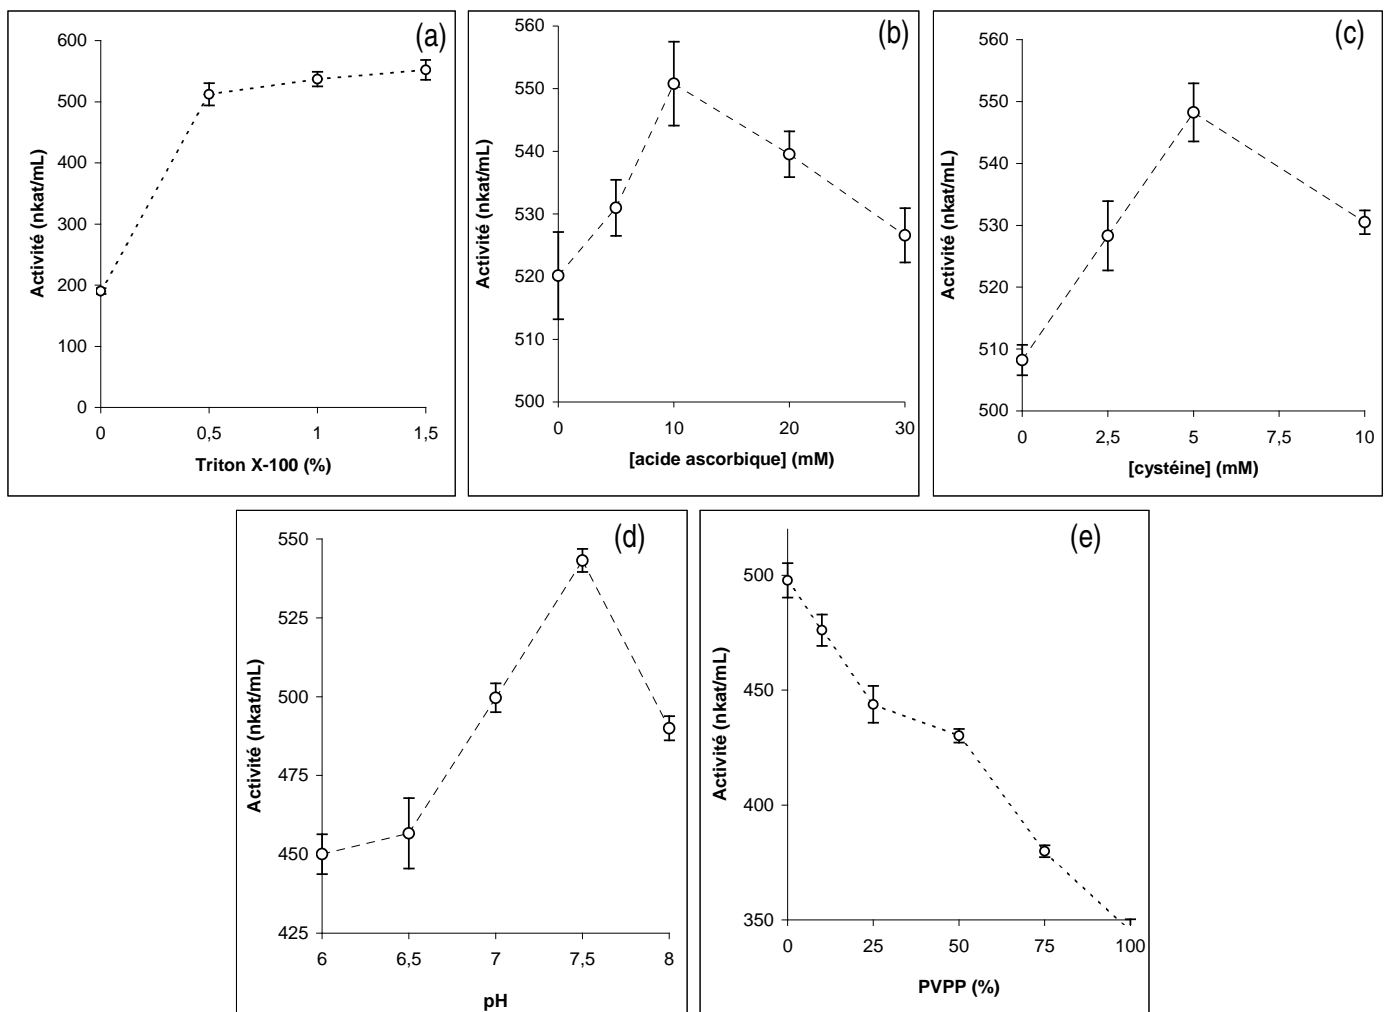 (a)
600
500
400
300
200
100
0
Activité (nkat/mL)
0 0,5 1 1,5
Triton X-100 (%)
(b)
560
550
540
530
520
510
500
Activité (nkat/mL)
0 10 20 30
[acide ascorbique] (mM)
(c)
560
550
540
530
520
510
500
Activité (nkat/mL)
0 2,5 5 7,5 10
[cystéine] (mM)
(d)
550
525
500
475
450
425
Activité (nkat/mL)
6 6,5 7 7,5 8
pH
(e)
500
450
400
350
Activité (nkat/mL)
0 25 50 75 100
PVPP (%)